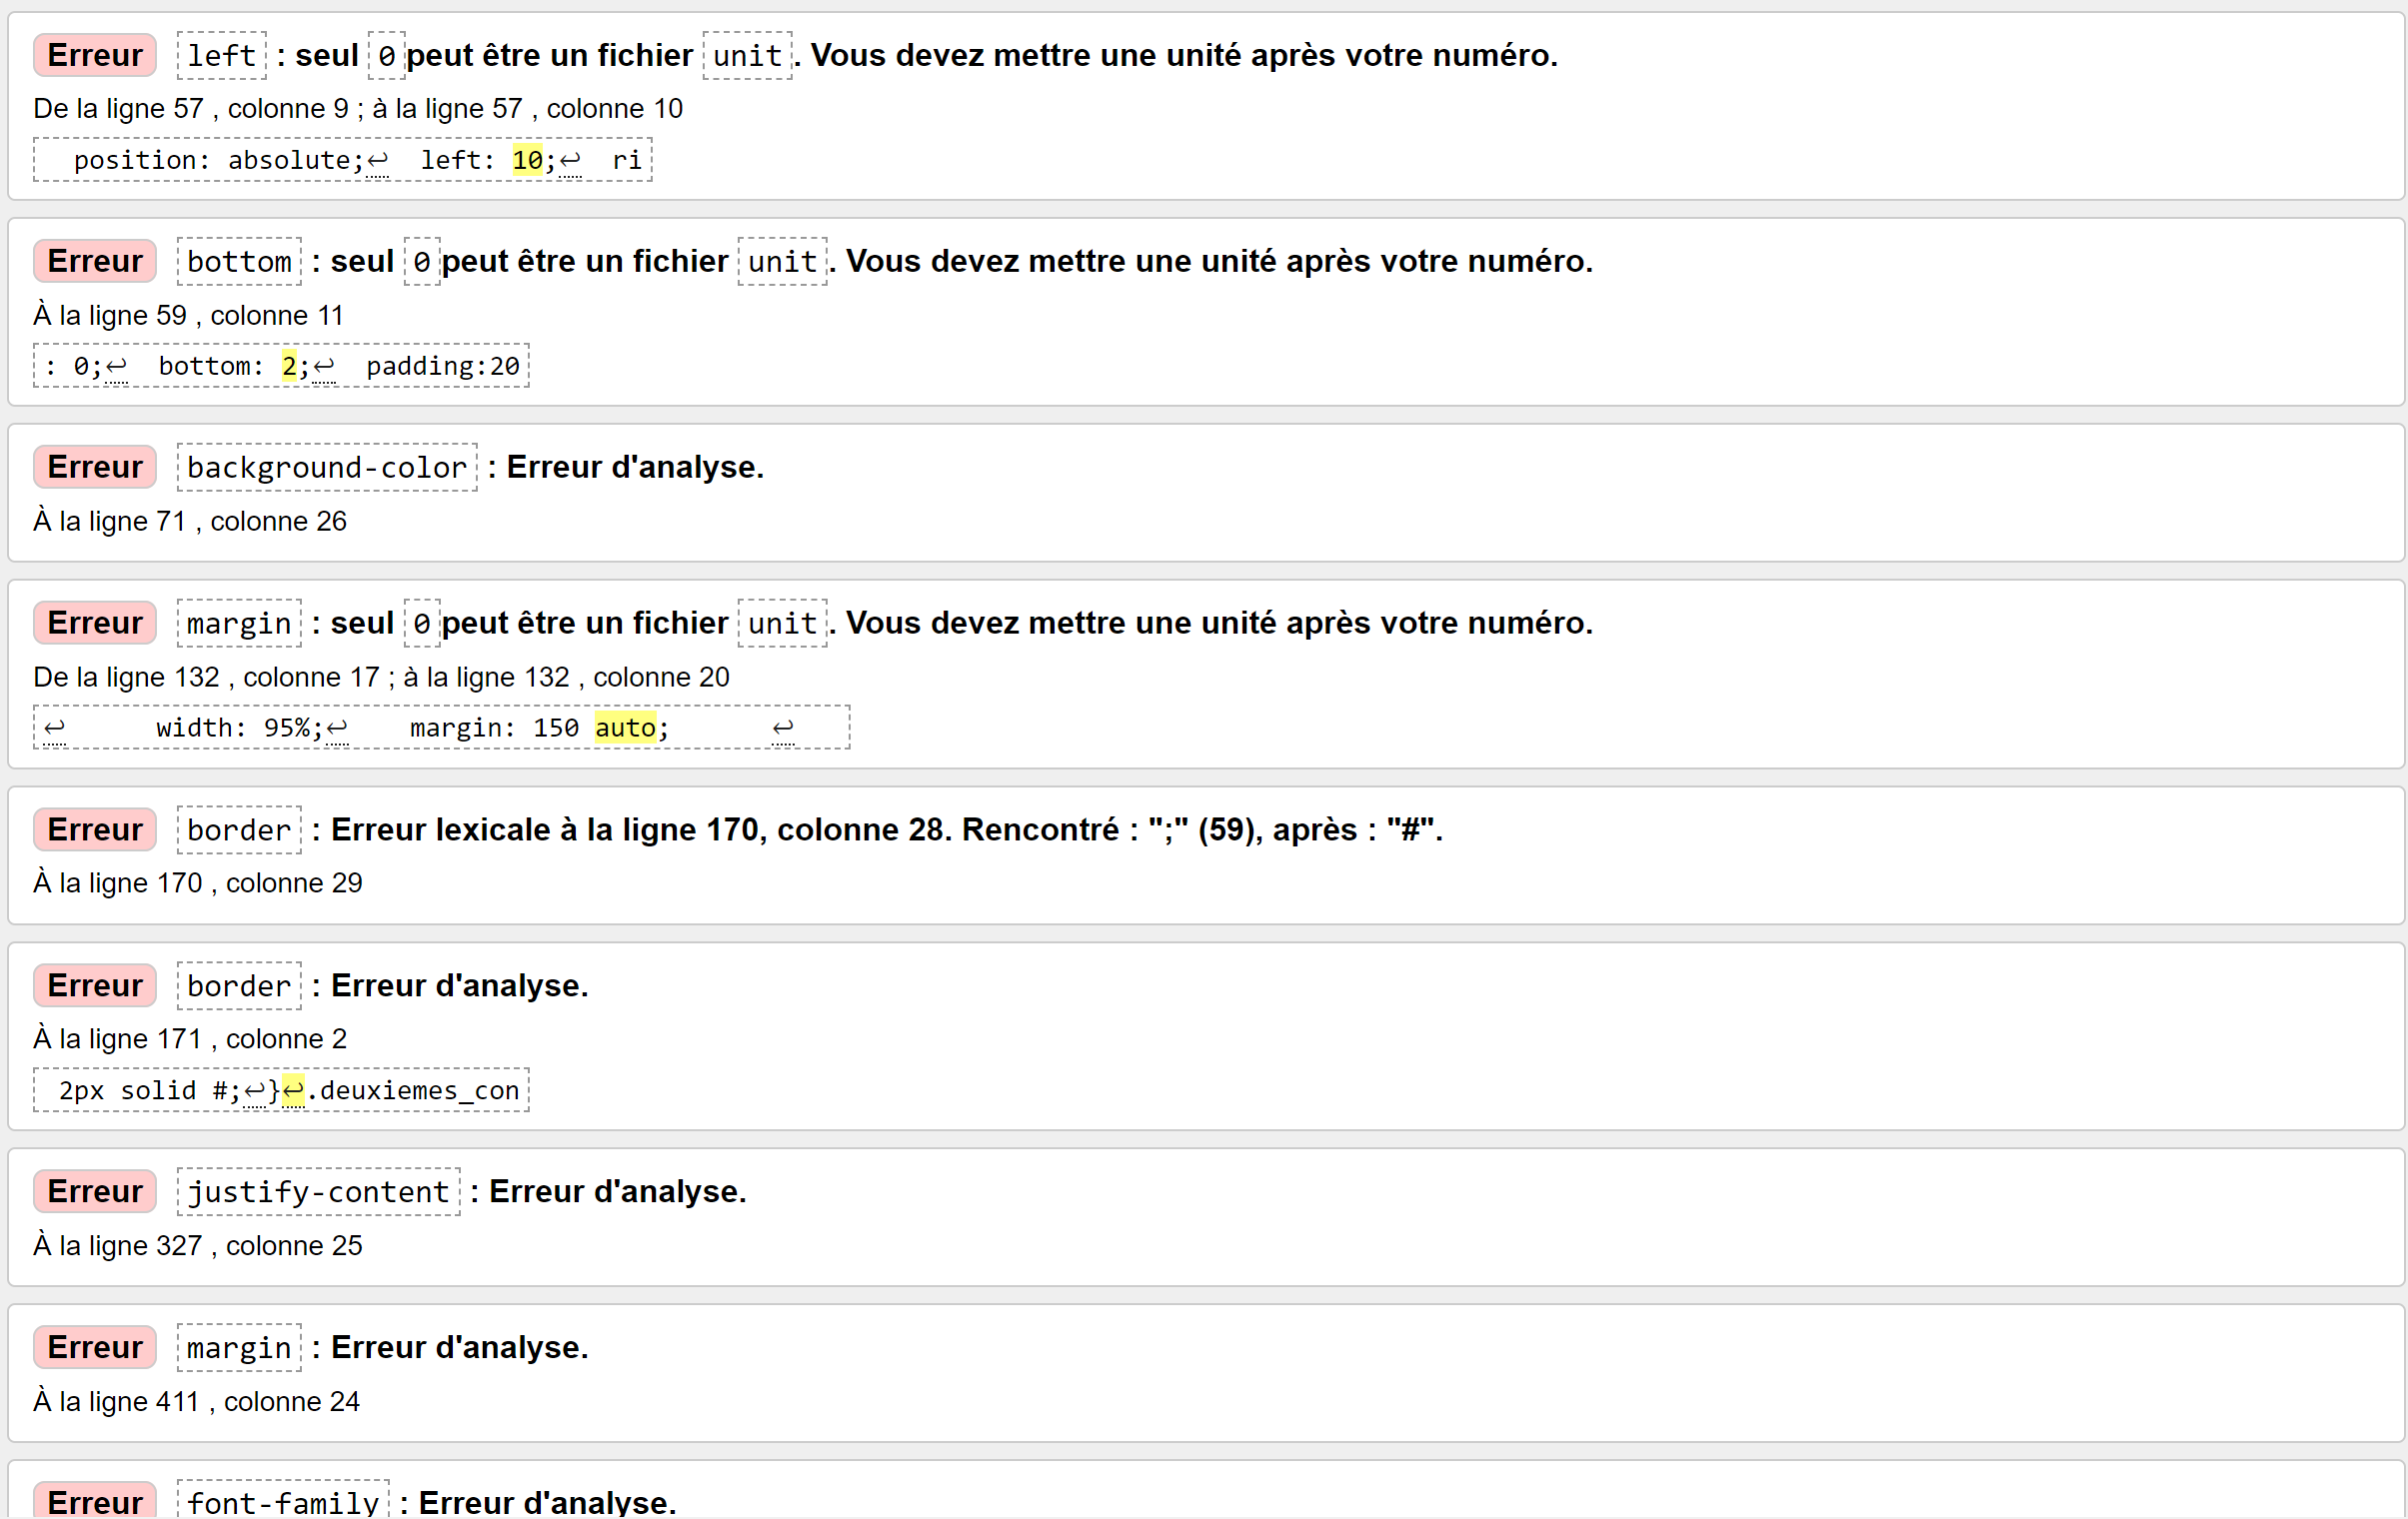 Erreur left : seul 0 peut être un fichier unit. Vous devez mettre une unité après votre numéro.
De la ligne 57 , colonne 9 ; à la ligne 57 , colonne 10
position: absolute;↩ left: 10;↩ ri
Erreur bottom : seul 0 peut être un fichier unit. Vous devez mettre une unité après votre numéro.
À la ligne 59 , colonne 11
: 0;↩ bottom: 2;↩ padding:20
Erreur background-color : Erreur d'analyse.
À la ligne 71 , colonne 26
Erreur margin : seul 0 peut être un fichier unit. Vous devez mettre une unité après votre numéro.
De la ligne 132 , colonne 17 ; à la ligne 132 , colonne 20
↩ width: 95%;↩ margin: 150 auto; ↩
Erreur border : Erreur lexicale à la ligne 170, colonne 28. Rencontré : ";" (59), après : "#".
À la ligne 170 , colonne 29
Erreur border : Erreur d'analyse.
À la ligne 171 , colonne 2
2px solid #;↩}↩.deuxiemes_con
Erreur justify-content : Erreur d'analyse.
À la ligne 327 , colonne 25
Erreur margin : Erreur d'analyse.
À la ligne 411 , colonne 24
Erreur font-family : Erreur d'analyse.